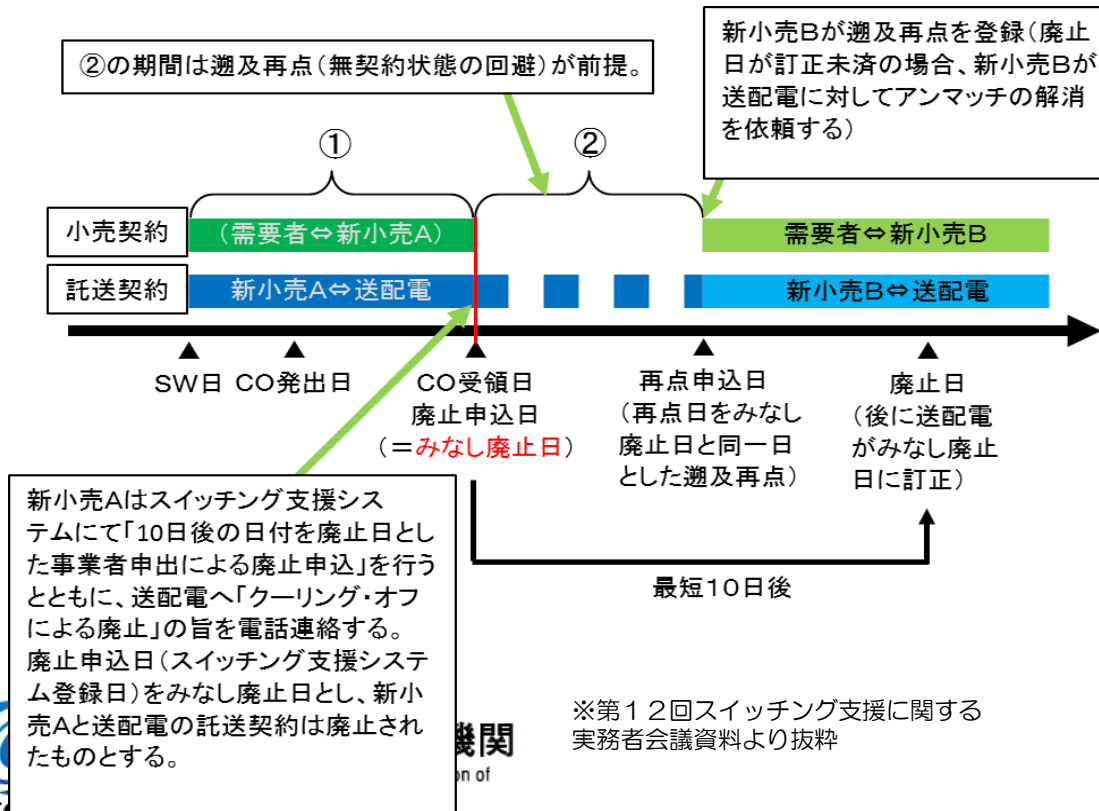 ②の期間は遡及再点(無契約状態の回避)が前提。
新小売Bが遡及再点を登録(廃止
日が訂正未済の場合、新小売Bが
送配電に対してアンマッチの解消
を依頼する)
①
②
小売契約
(需要者⇔新小売A)
需要者⇔新小売B
託送契約
新小売A⇔送配電
新小売B⇔送配電
▲
▲
▲
▲
▲
SW日
CO発出日
CO受領日
廃止申込日
(=みなし廃止日)
再点申込日
(再点日をみなし
廃止日と同一日
とした遡及再点)
廃止日
(後に送配電
がみなし廃止
日に訂正)
最短10日後
新小売Aはスイッチング支援シス
テムにて「10日後の日付を廃止日とし
た事業者申出による廃止申込」を行う
とともに、送配電へ「クーリング・オフ
による廃止」の旨を電話連絡する。
廃止申込日(スイッチング支援システ
ム登録日)をみなし廃止日とし、新小
売Aと送配電の託送契約は廃止され
たものとする。
※第12回スイッチング支援に関する
実務者会議資料より抜粋
機関
on of